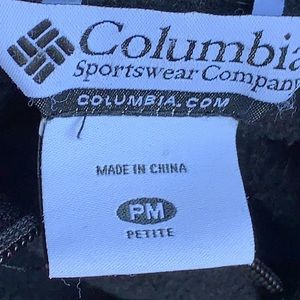 Columbia
Sportswear Company
COLUMBIA.COM
MADE IN CHINA
PM
PETITE